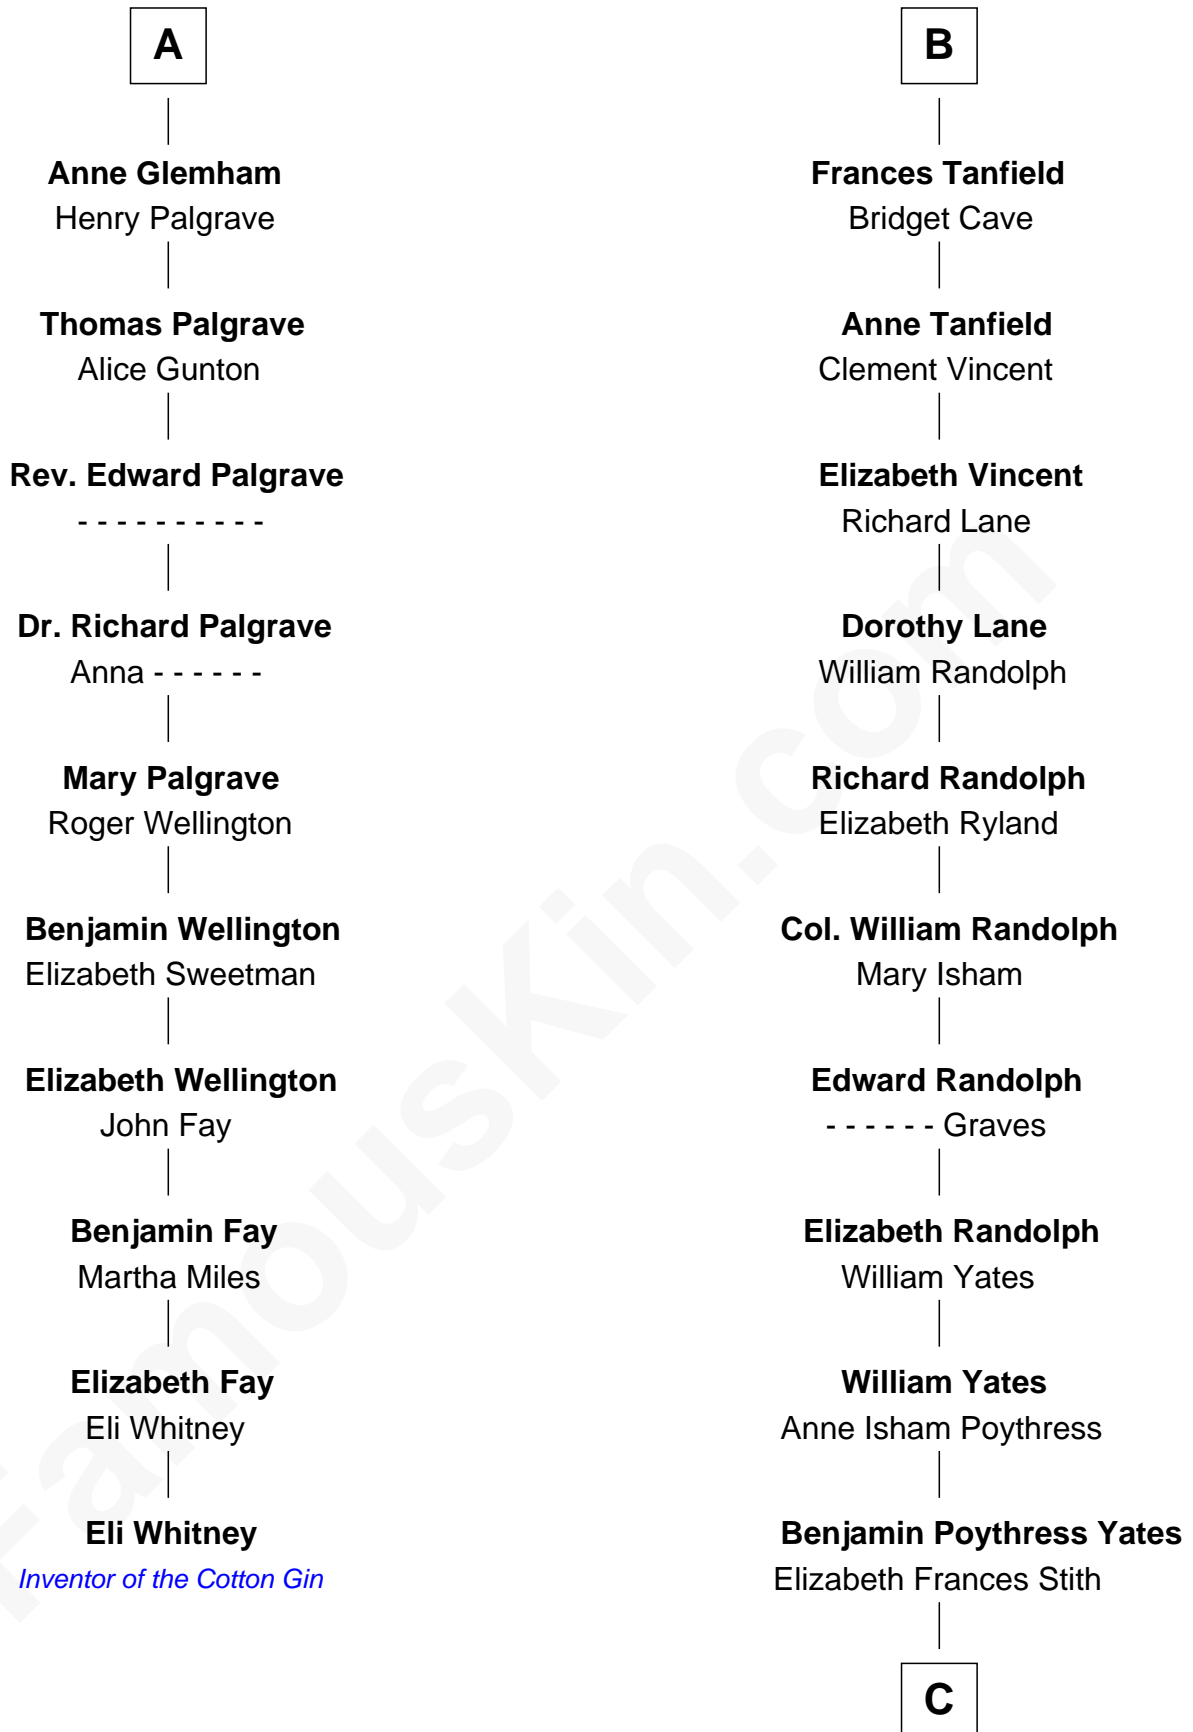 A
Anne Glemham
Henry Palgrave
Thomas Palgrave
Alice Gunton
Rev. Edward Palgrave
- - - - - - - - - -
Dr. Richard Palgrave
Anna - - - - - -
Mary Palgrave
Roger Wellington
Benjamin Wellington
Elizabeth Sweetman
Elizabeth Wellington
John Fay
Benjamin Fay
Martha Miles
Elizabeth Fay
Eli Whitney
Eli Whitney
Inventor of the Cotton Gin
B
Frances Tanfield
Bridget Cave
Anne Tanfield
Clement Vincent
Elizabeth Vincent
Richard Lane
Dorothy Lane
William Randolph
Richard Randolph
Elizabeth Ryland
Col. William Randolph
Mary Isham
Edward Randolph
- - - - - - Graves
Elizabeth Randolph
William Yates
William Yates
Anne Isham Poythress
Benjamin Poythress Yates
Elizabeth Frances Stith
C
FamousKin.com